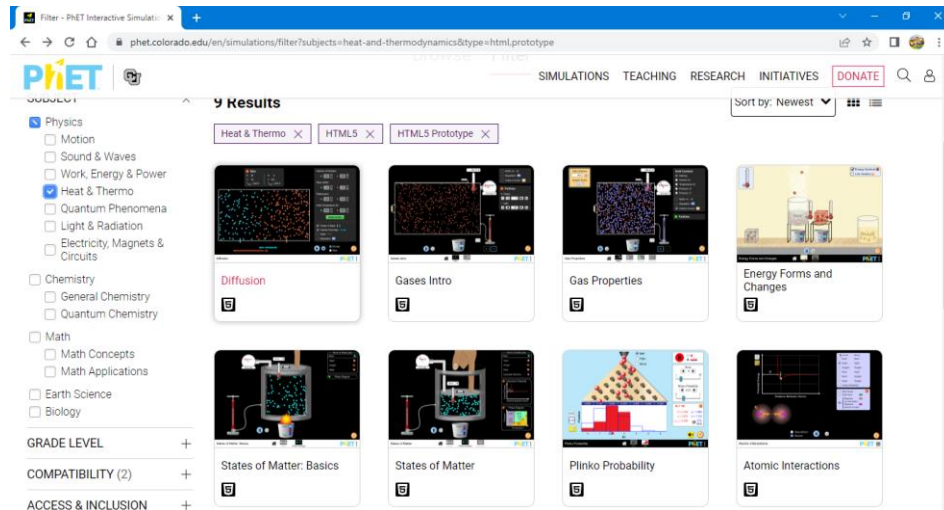 Filter - PhET Interactive Simulatio
phet.colorado.edu/en/simulations/filter?subjects=heat-and-thermodynamics&type=html,prototype
PhET
SIMULATIONS TEACHING RESEARCH INITIATIVES DONATE
SUBJECT
Physics
Motion
Sound & Waves
Work, Energy & Power
Heat & Thermo
Quantum Phenomena
Light & Radiation
Electricity, Magnets &
Circuits
Chemistry
General Chemistry
Quantum Chemistry
Math
Math Concepts
Math Applications
Earth Science
Biology
GRADE LEVEL
COMPATIBILITY (2)
ACCESS & INCLUSION
Browse Filter
9 Results
Sort by: Newest
Heat & Thermo
HTML5
HTML5 Prototype
Diffusion
Gases Intro
Gas Properties
Energy Forms and
Changes
States of Matter: Basics
States of Matter
Plinko Probability
Atomic Interactions